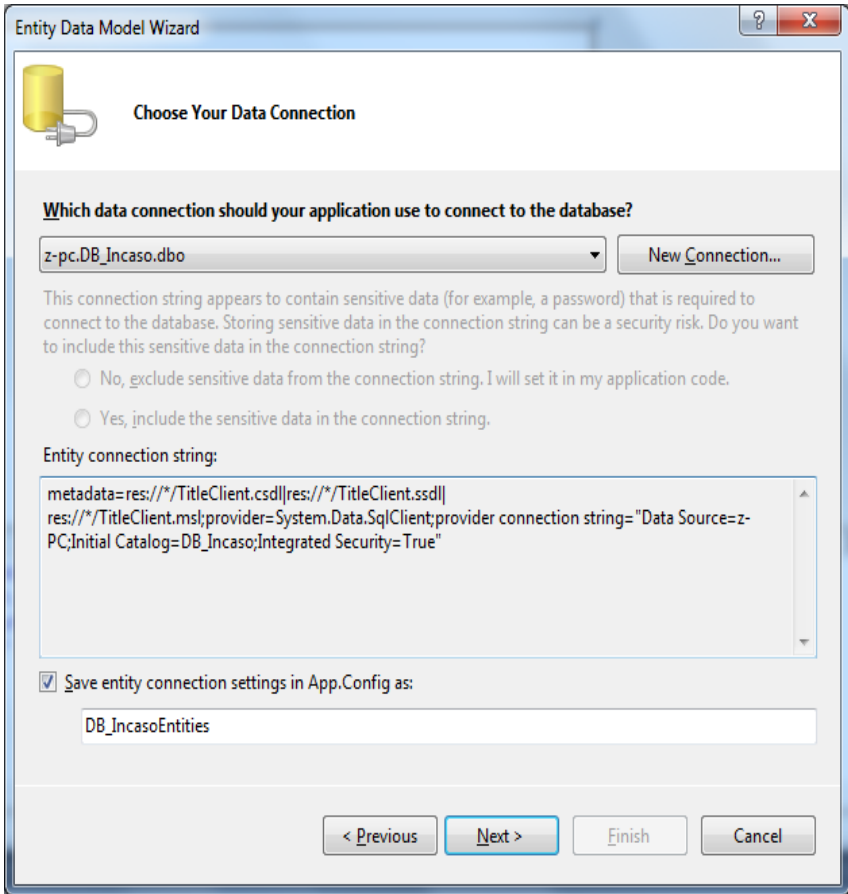 Entity Data Model Wizard
Choose Your Data Connection
Which data connection should your application use to connect to the database?
z-pc.DB_Incaso.dbo
New Connection...
This connection string appears to contain sensitive data (for example, a password) that is required to
connect to the database. Storing sensitive data in the connection string can be a security risk. Do you want
to include this sensitive data in the connection string?
No, exclude sensitive data from the connection string. I will set it in my application code.
Yes, include the sensitive data in the connection string.
Entity connection string:
metadata=res://*/TitleClient.csdl|res://*/TitleClient.ssdl|
res://*/TitleClient.msl;provider=System.Data.SqlClient;provider connection string="Data Source=z-
PC;Initial Catalog=DB_Incaso;Integrated Security=True"
Save entity connection settings in App.Config as:
DB_IncasoEntities
< Previous
Next >
Finish
Cancel